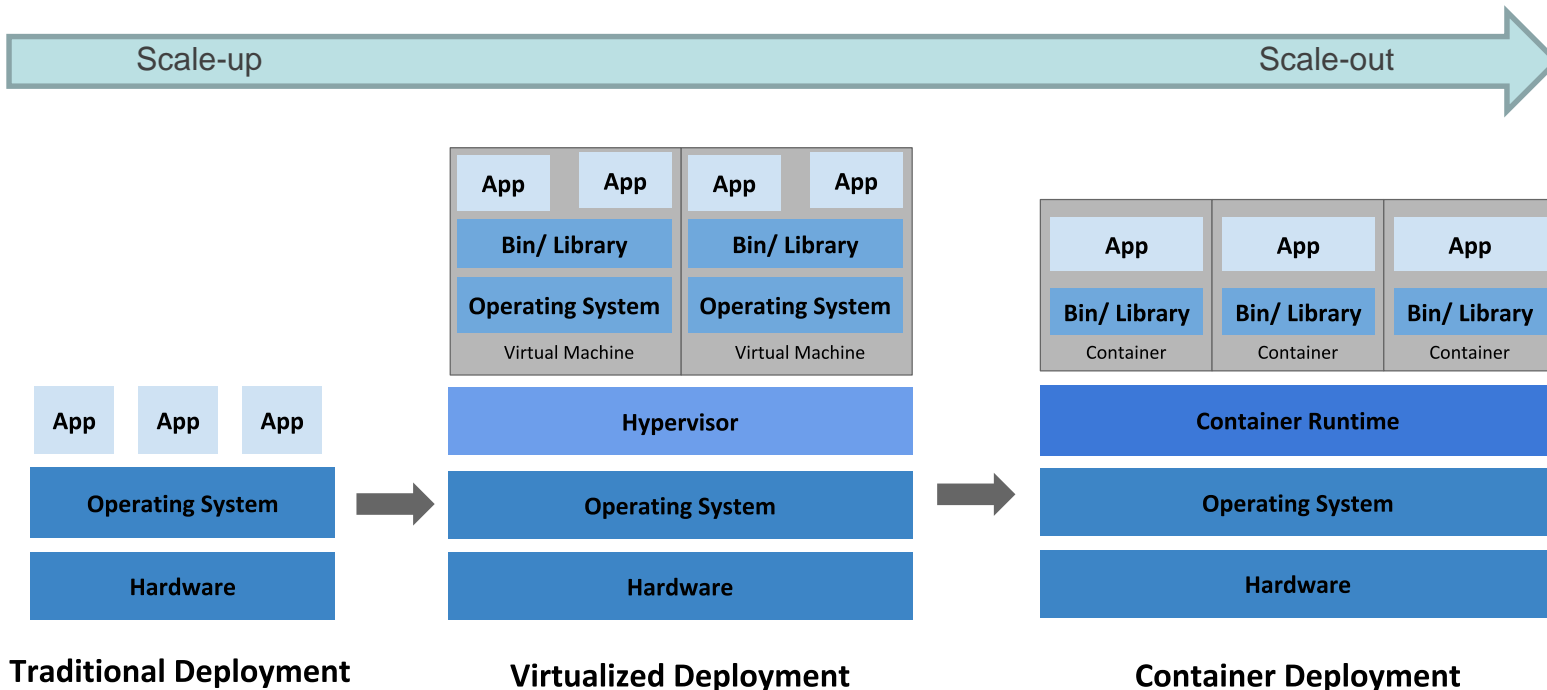 Scale-up
Scale-out
App
App
App
Operating System
Hardware
Traditional Deployment
App
App
Bin/ Library
Operating System
Virtual Machine
App
App
Bin/ Library
Operating System
Virtual Machine
Hypervisor
Operating System
Hardware
Virtualized Deployment
App
Bin/ Library
Container
App
Bin/ Library
Container
App
Bin/ Library
Container
Container Runtime
Operating System
Hardware
Container Deployment